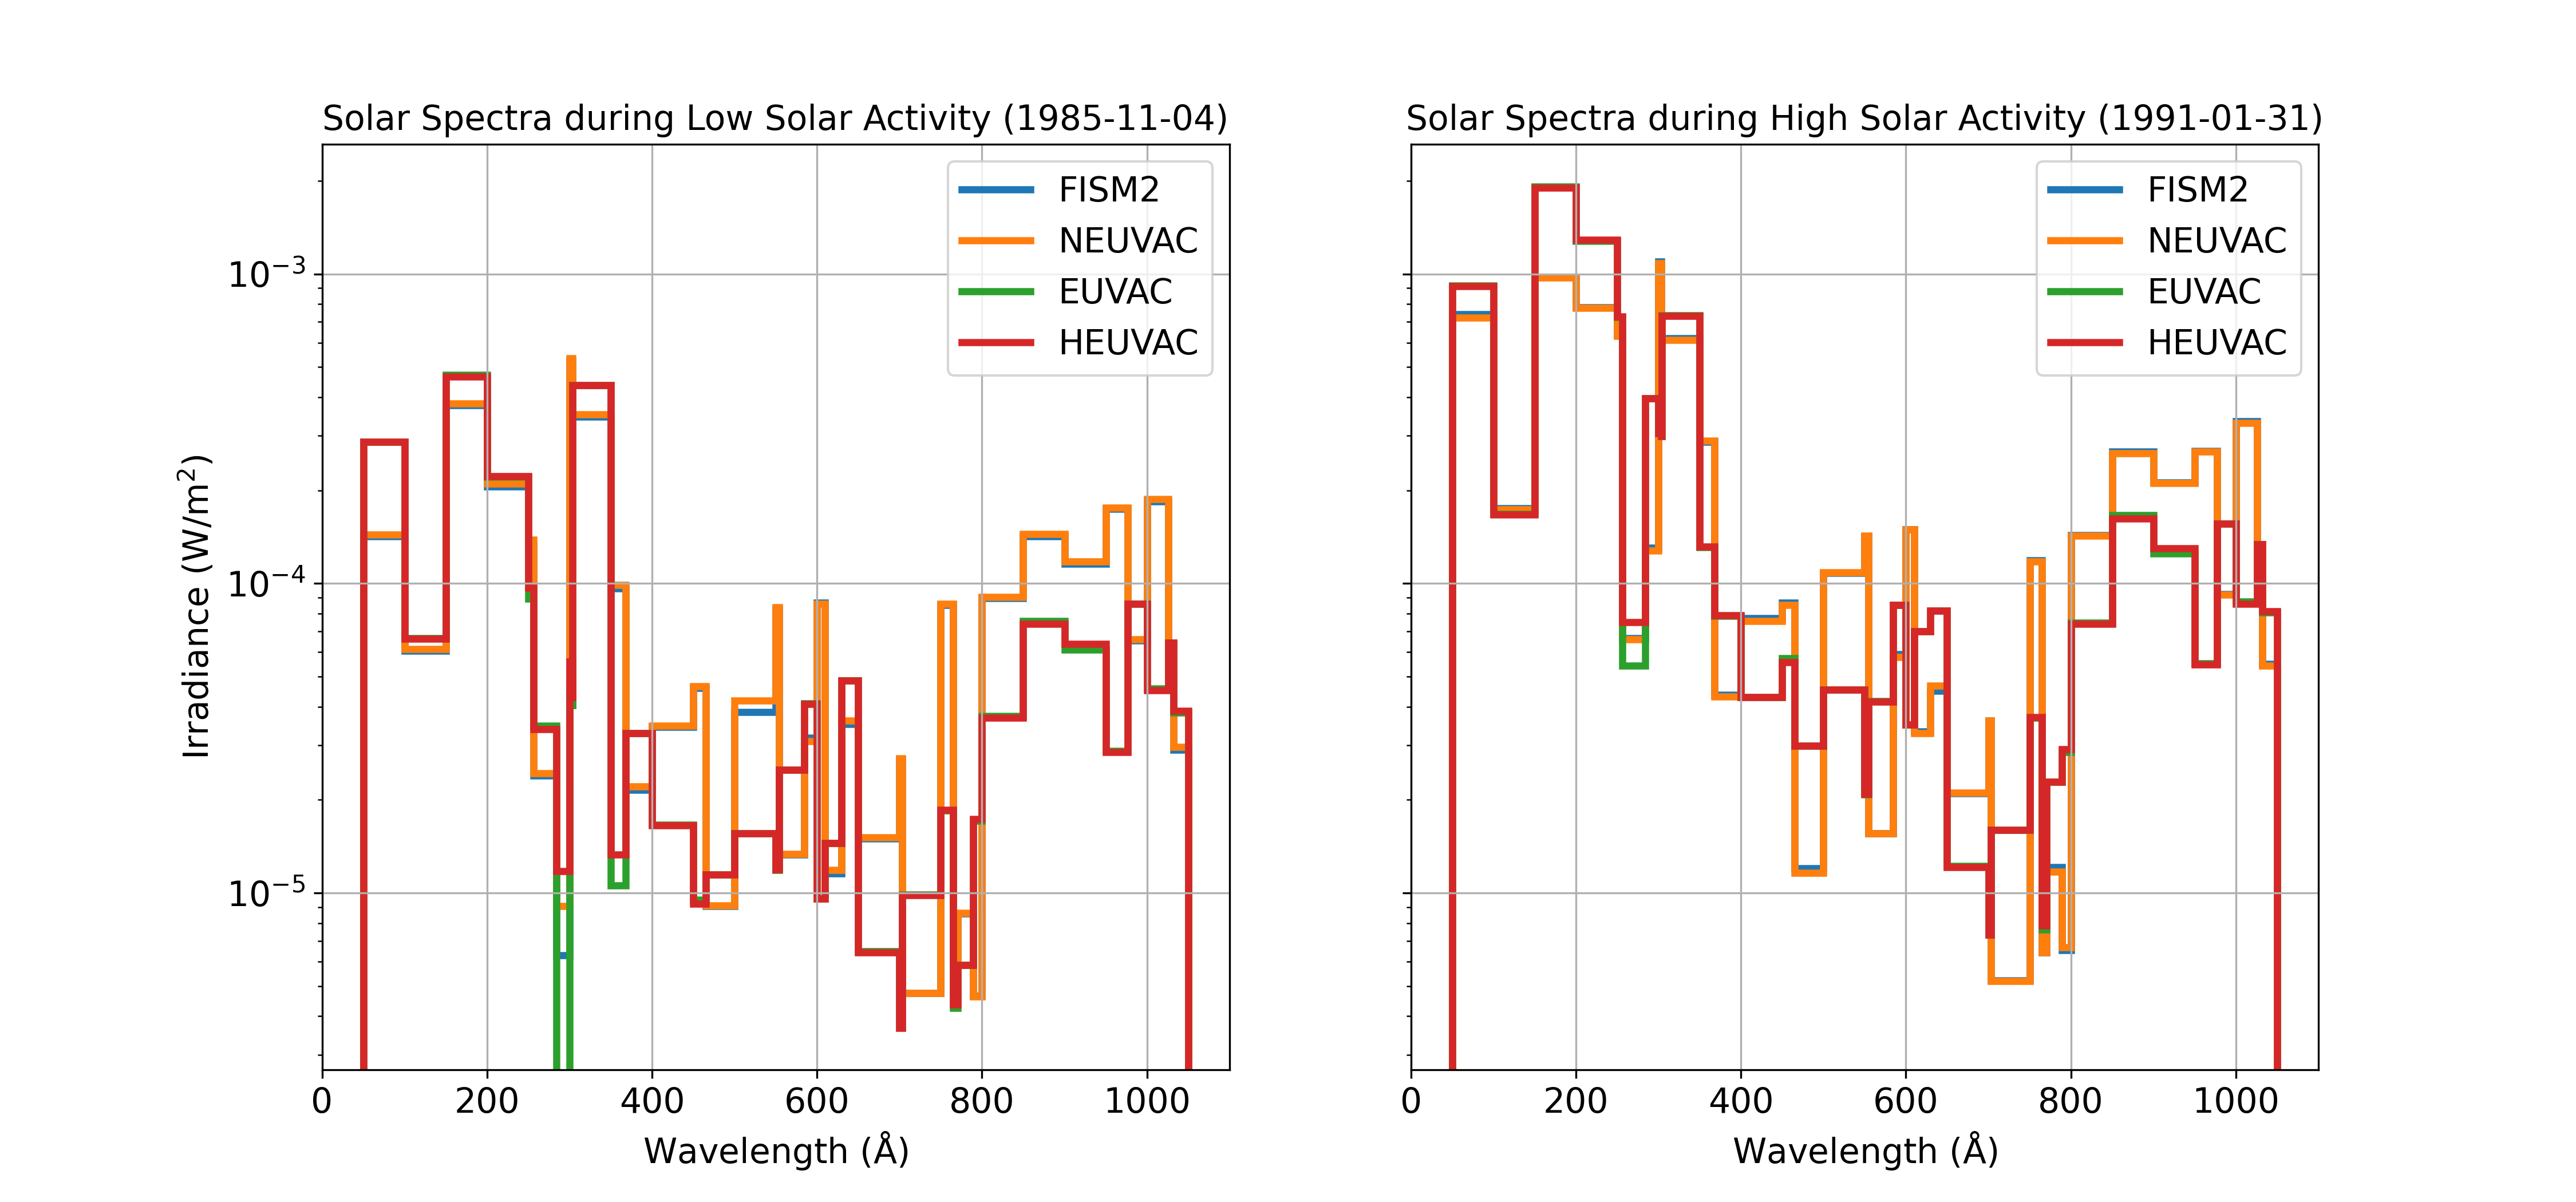 Solar Spectra during Low Solar Activity (1985-11-04)
FISM2
NEUVAC
EUVAC
HEUVAC
10⁻³
10⁻⁴
10⁻⁵
Irradiance (W/m²)
0 200 400 600 800 1000
Wavelength (Å)
Solar Spectra during High Solar Activity (1991-01-31)
FISM2
NEUVAC
EUVAC
HEUVAC
0 200 400 600 800 1000
Wavelength (Å)